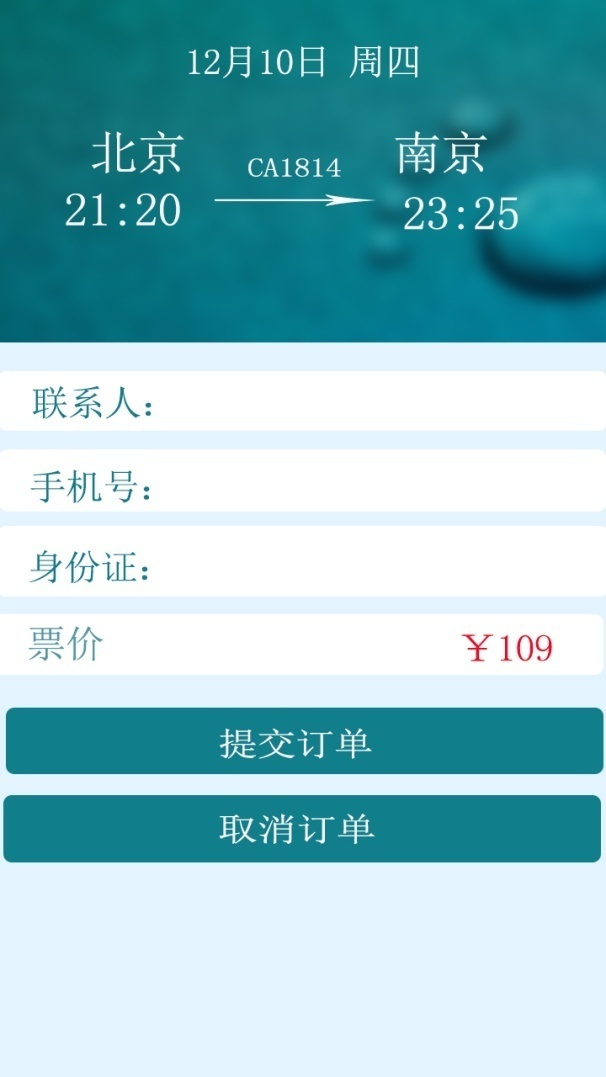 12月10日 周四
北京 CA1814 南京
21:20 23:25
联系人：
手机号：
身份证：
票价 ￥109
提交订单
取消订单